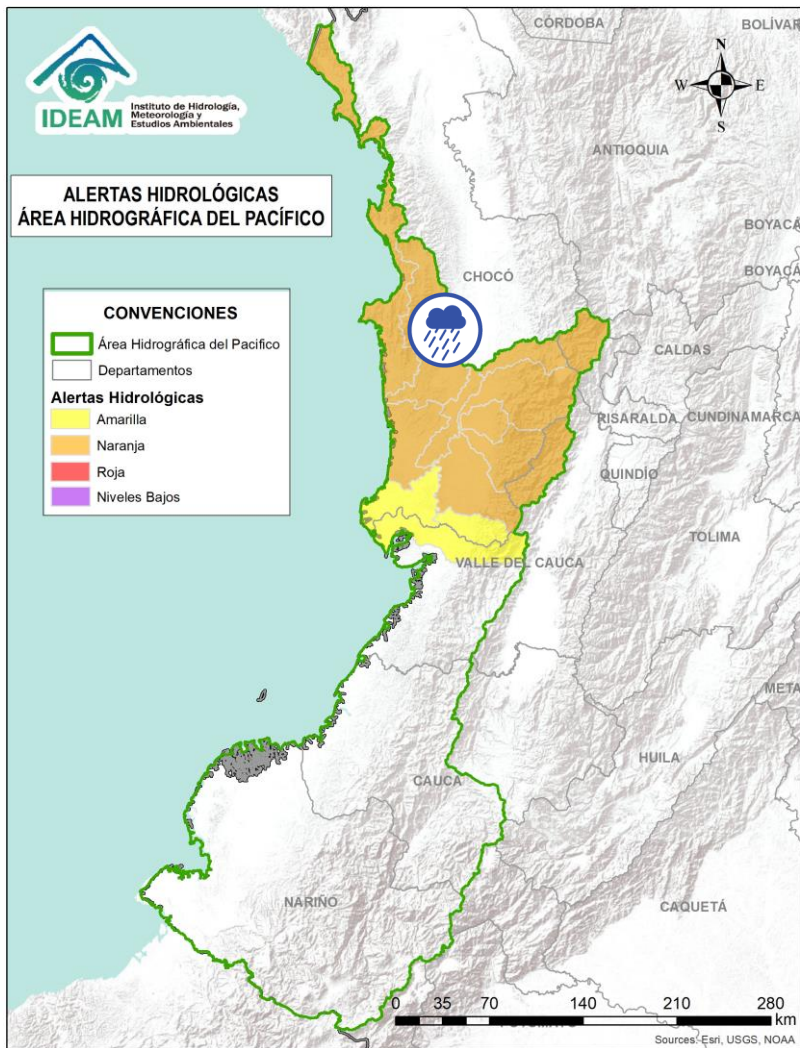 CÓRDOBA
BOLÍVAR
N
W
E
S
IDEAM
Instituto de Hidrología,
Meteorología y
Estudios Ambientales
ANTIOQUIA
ALERTAS HIDROLÓGICAS
ÁREA HIDROGRÁFICA DEL PACÍFICO
BOYACÁ
BOYACÁ
CHOCÓ
CONVENCIONES
Área Hidrográfica del Pacifico
Departamentos
Alertas Hidrológicas
Amarilla
Naranja
Roja
Niveles Bajos
CALDAS
RISARALDA
CUNDINAMARCA
QUINDÍO
TOLIMA
VALLE DEL CAUCA
META
HUILA
CAUCA
NARIÑO
CAQUETÁ
0 35 70 140 210 280
km
Sources: Esri, USGS, NOAA